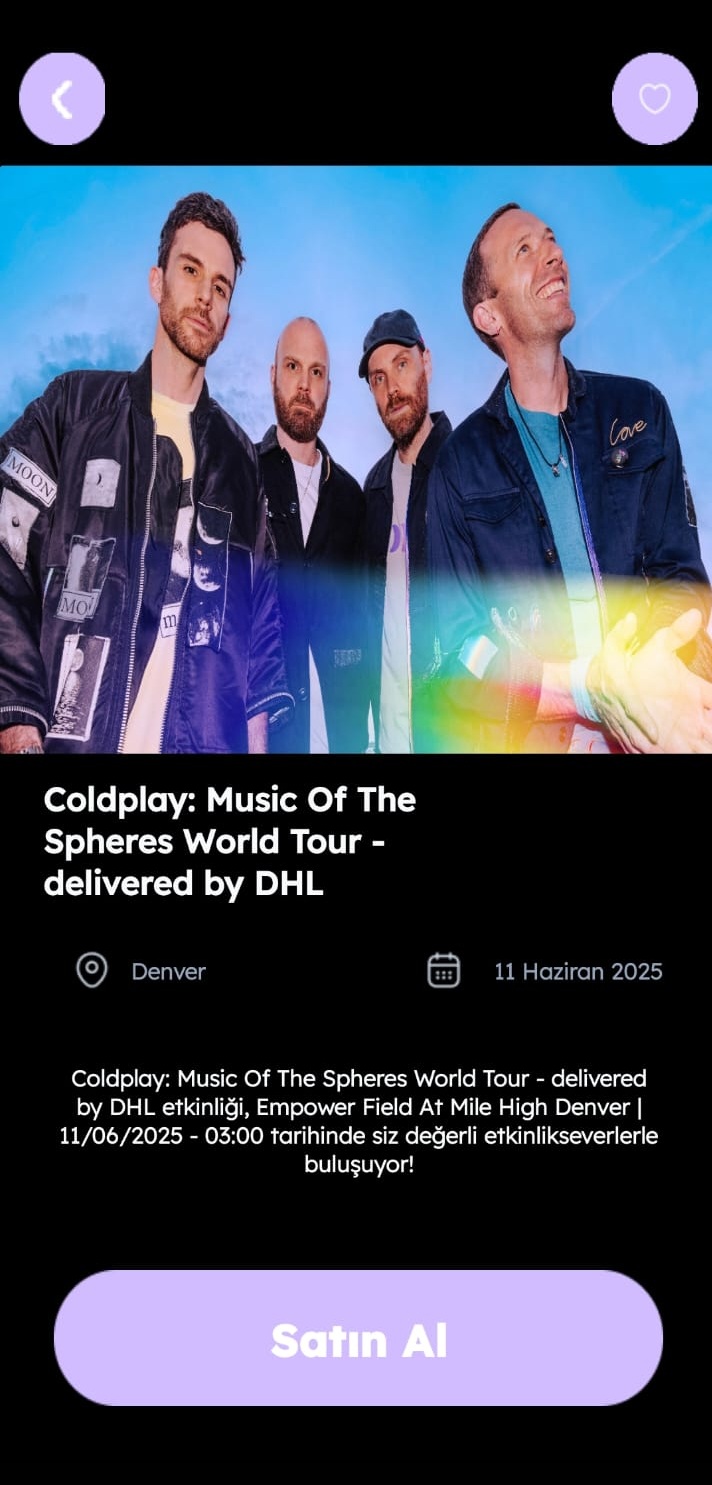 MOON
MO
m
Love
Coldplay: Music Of The
Spheres World Tour -
delivered by DHL
Denver
11 Haziran 2025
Coldplay: Music Of The Spheres World Tour - delivered
by DHL etkinliği, Empower Field At Mile High Denver |
11/06/2025 - 03:00 tarihinde siz değerli etkinlikseverlerle
buluşuyor!
Satın Al